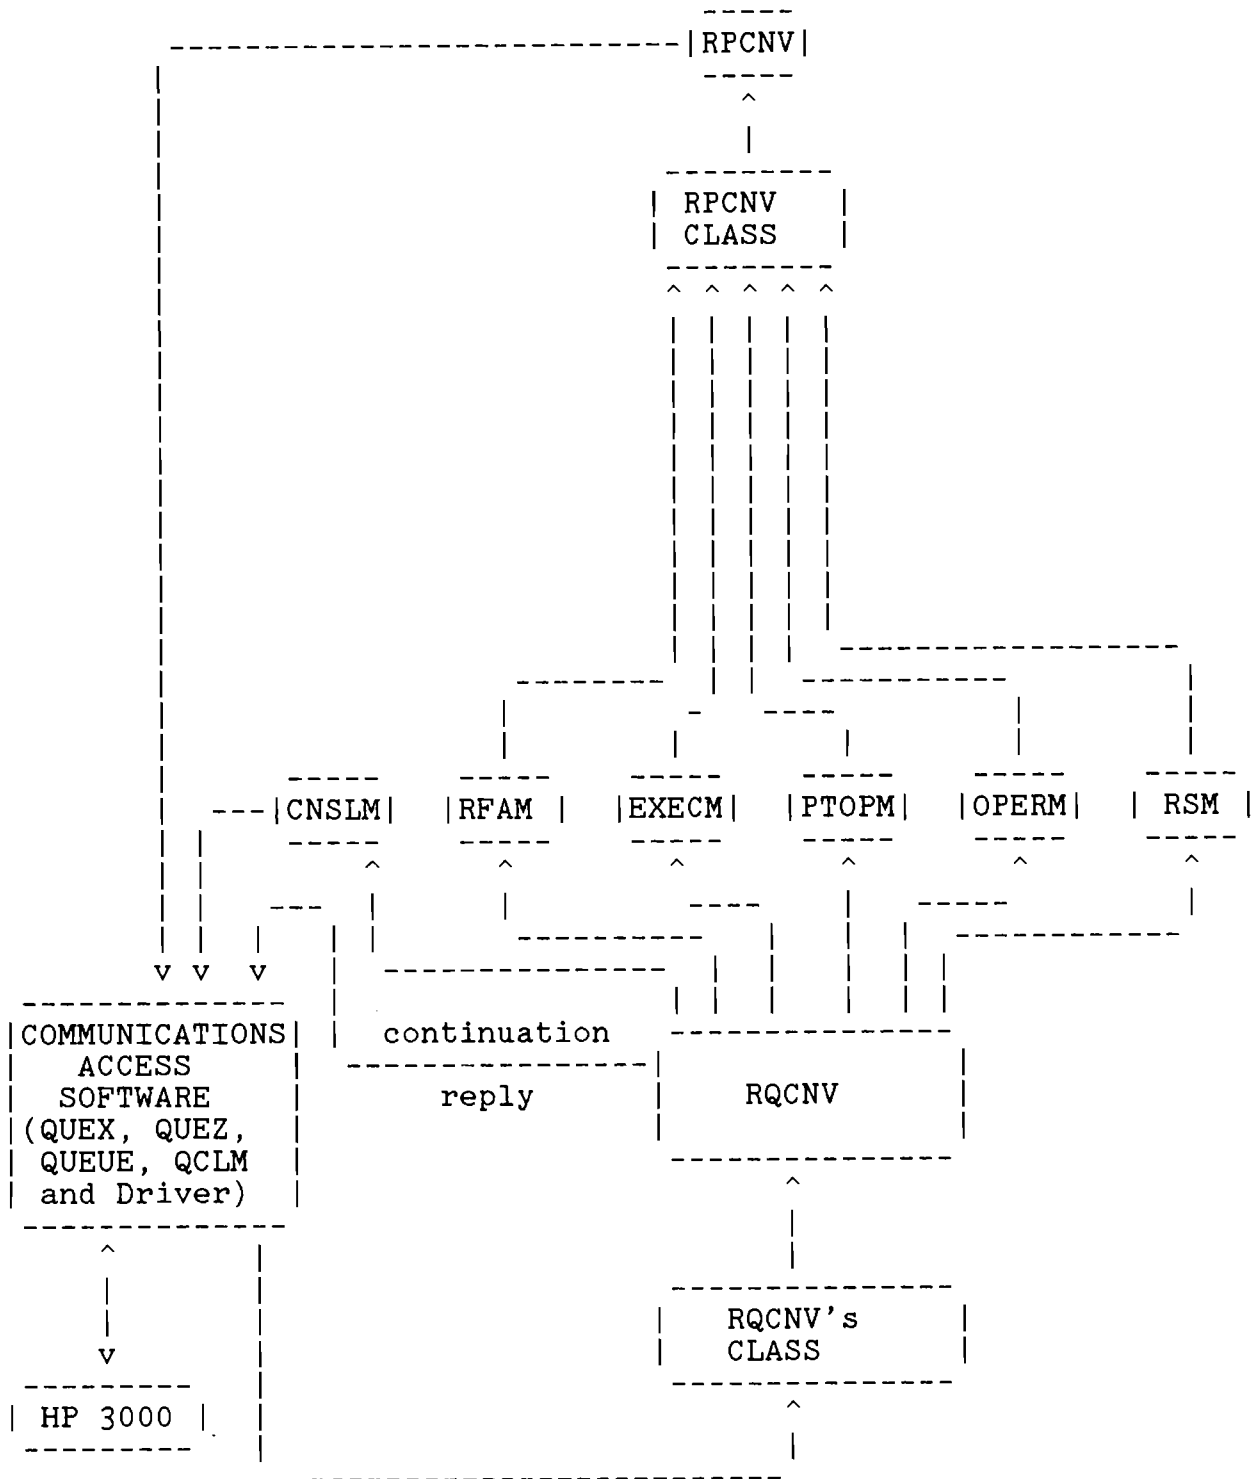 RPCNV
RPCNV
CLASS
CNSLM
RFAM
EXECM
PTOPM
OPERM
RSM
COMMUNICATIONS
ACCESS
SOFTWARE
(QUEX, QUEZ,
QUEUE, QCLM
and Driver)
continuation
reply
RQCNV
RQCNV's
CLASS
HP 3000